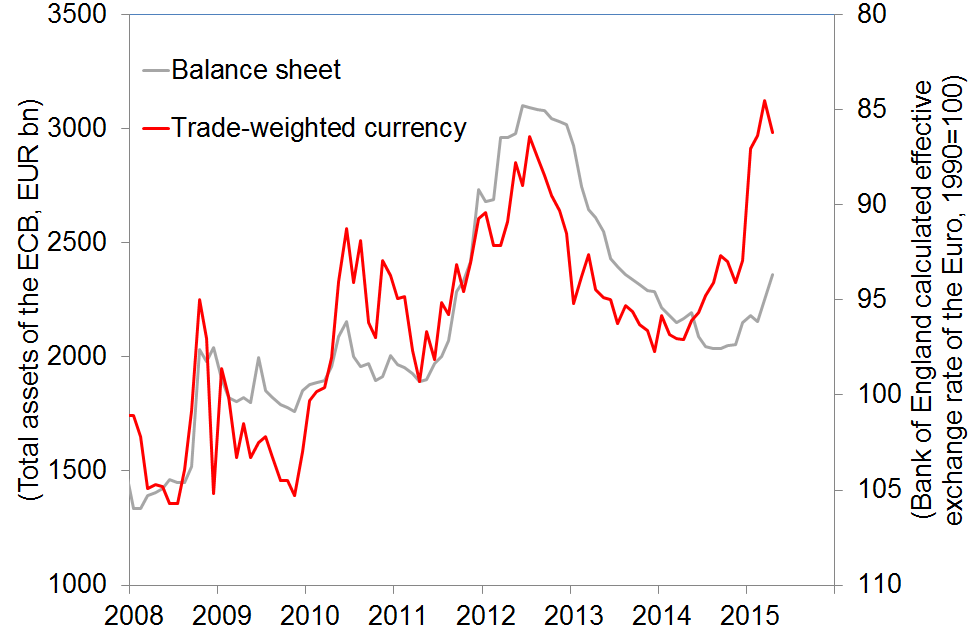 3500
3000
2500
2000
1500
1000
(Total assets of the ECB, EUR bn)
Balance sheet
Trade-weighted currency
80
85
90
95
100
105
110
(Bank of England calculated effective
exchange rate of the Euro, 1990=100)
2008 2009 2010 2011 2012 2013 2014 2015